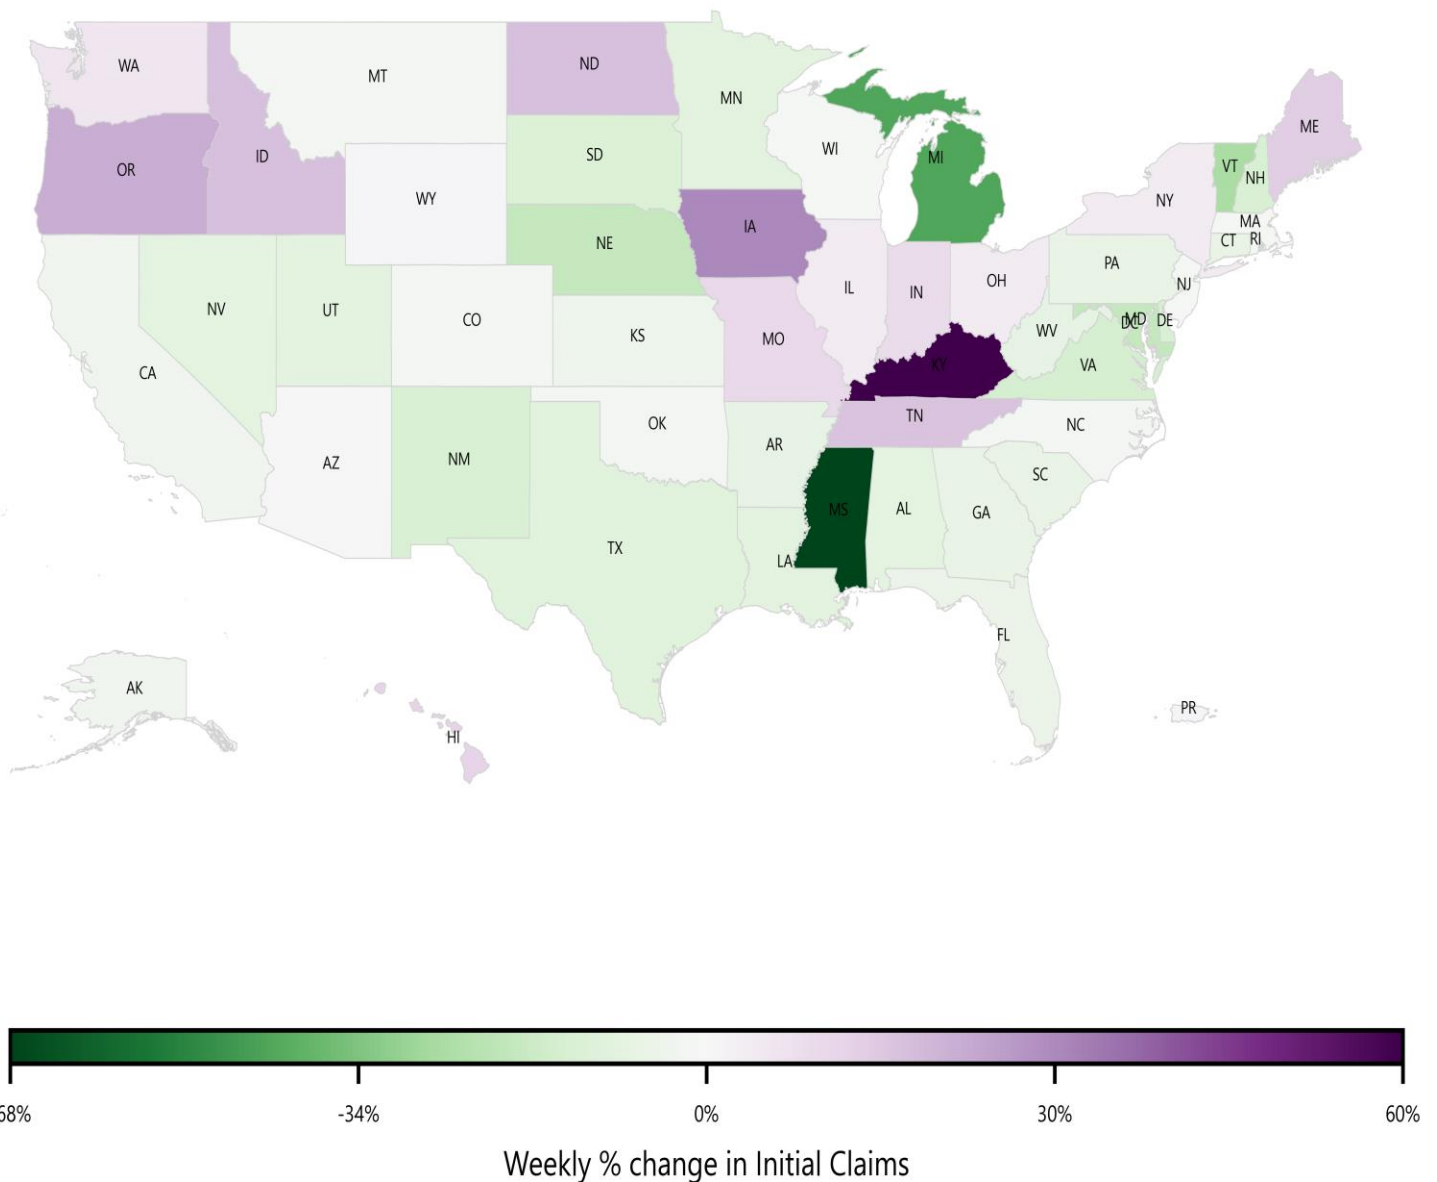 WA
MT
ND
MN
ME
OR
ID
SD
WI
MI
VT
NH
WY
NY
IA
MA
NE
CT
RI
PA
IL
IN
OH
NJ
NV
UT
CO
KS
WV
MD
DC
DE
MO
CA
KY
VA
TN
NC
OK
AR
AZ
NM
SC
MS
AL
GA
TX
LA
FL
AK
HI
PR
68%
-34%
0%
30%
60%
Weekly % change in Initial Claims